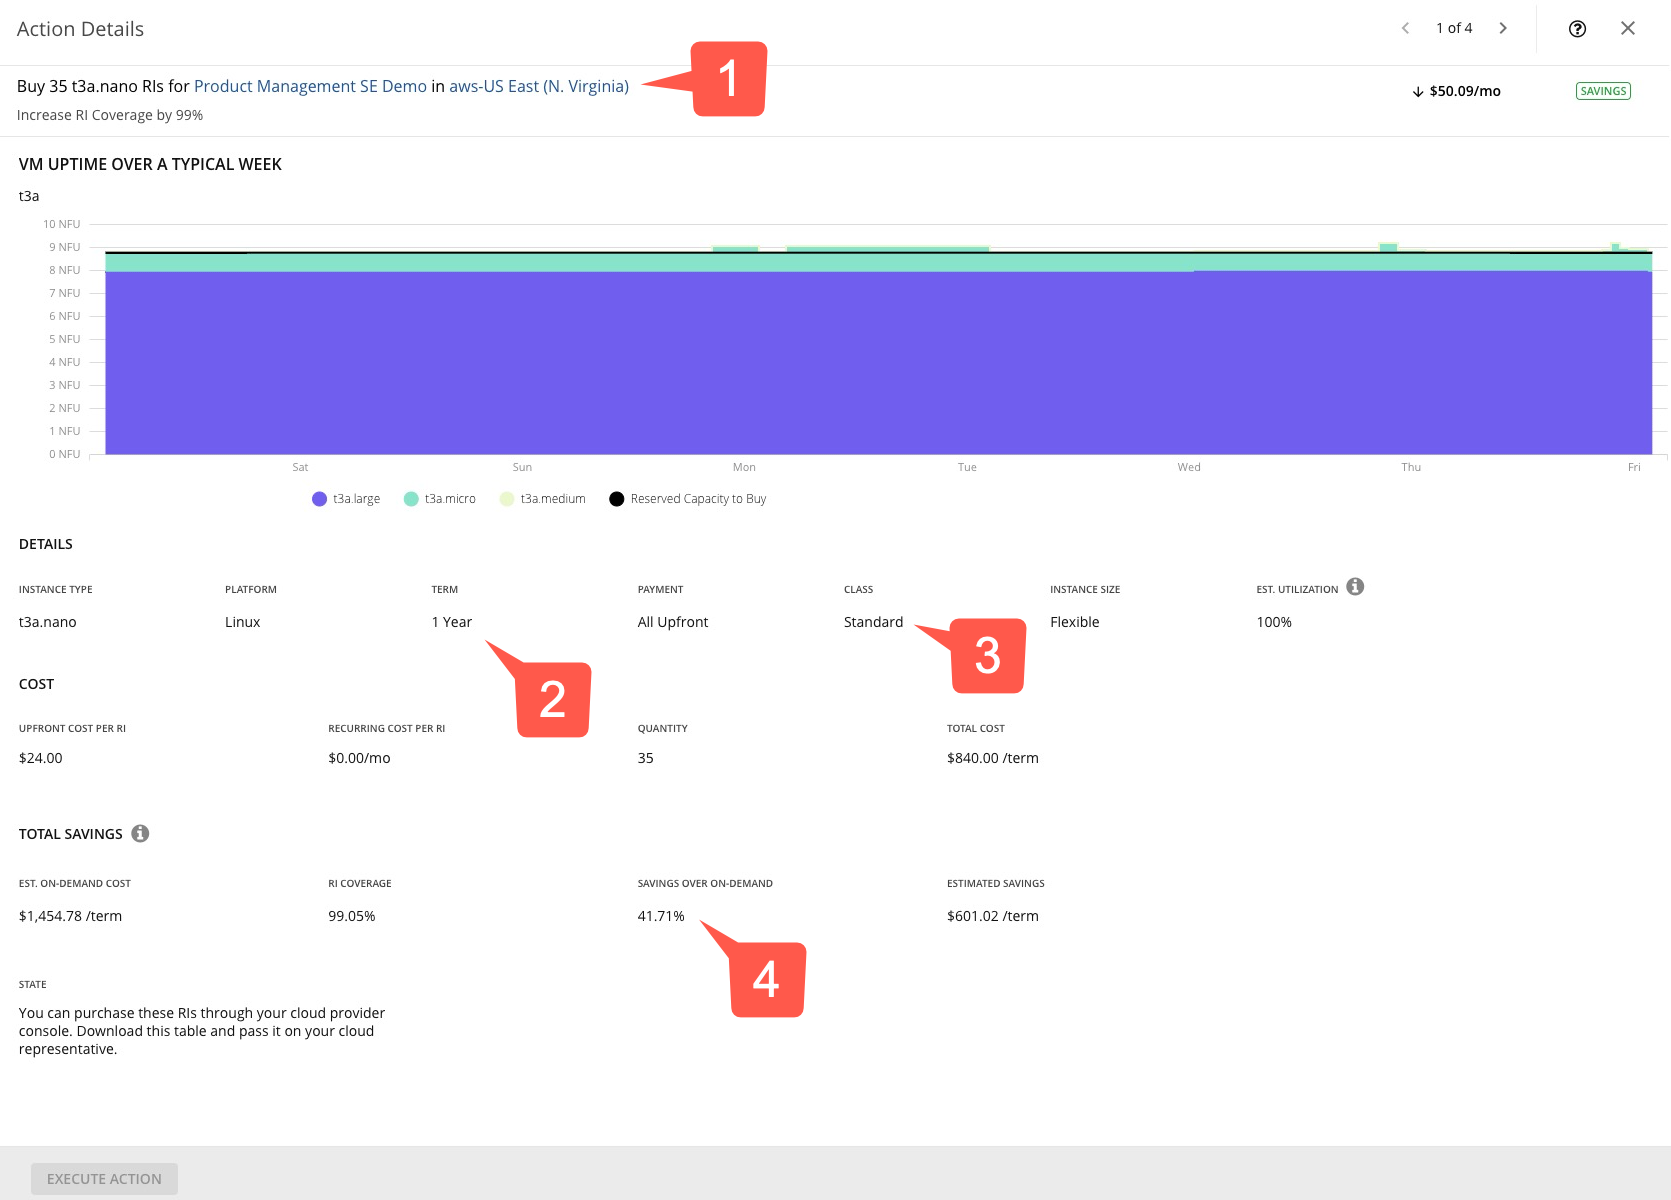 Action Details
1 of 4
Buy 35 t3a.nano RIs for Product Management SE Demo in aws-US East (N. Virginia)
1
$50.09/mo
SAVINGS
Increase RI Coverage by 99%
VM UPTIME OVER A TYPICAL WEEK
t3a
10 NFU
9 NFU
8 NFU
7 NFU
6 NFU
5 NFU
4 NFU
3 NFU
2 NFU
1 NFU
0 NFU
Sat Sun Mon Tue Wed Thu Fri
t3a.large t3a.micro t3a.medium Reserved Capacity to Buy
DETAILS
INSTANCE TYPE PLATFORM TERM PAYMENT CLASS INSTANCE SIZE EST. UTILIZATION
t3a.nano Linux 1 Year All Upfront Standard Flexible 100%
3
2
COST
UPFRONT COST PER RI RECURRING COST PER RI QUANTITY TOTAL COST
$24.00 $0.00/mo 35 $840.00 /term
TOTAL SAVINGS
EST. ON-DEMAND COST RI COVERAGE SAVINGS OVER ON-DEMAND ESTIMATED SAVINGS
$1,454.78 /term 99.05% 41.71% $601.02 /term
4
STATE
You can purchase these RIs through your cloud provider
console. Download this table and pass it on your cloud
representative.
EXECUTE ACTION